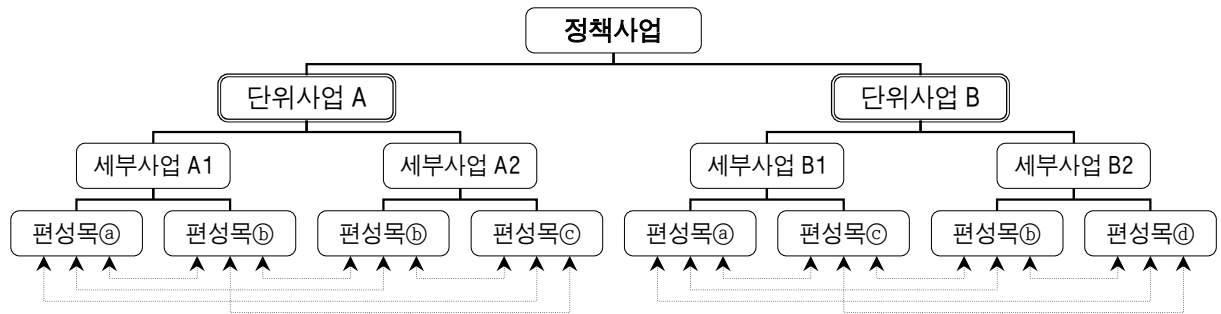 정책사업
단위사업 A 단위사업 B
세부사업 A1 세부사업 A2 세부사업 B1 세부사업 B2
편성목ⓐ 편성목ⓑ 편성목ⓑ 편성목ⓒ 편성목ⓐ 편성목ⓒ 편성목ⓑ 편성목ⓓ